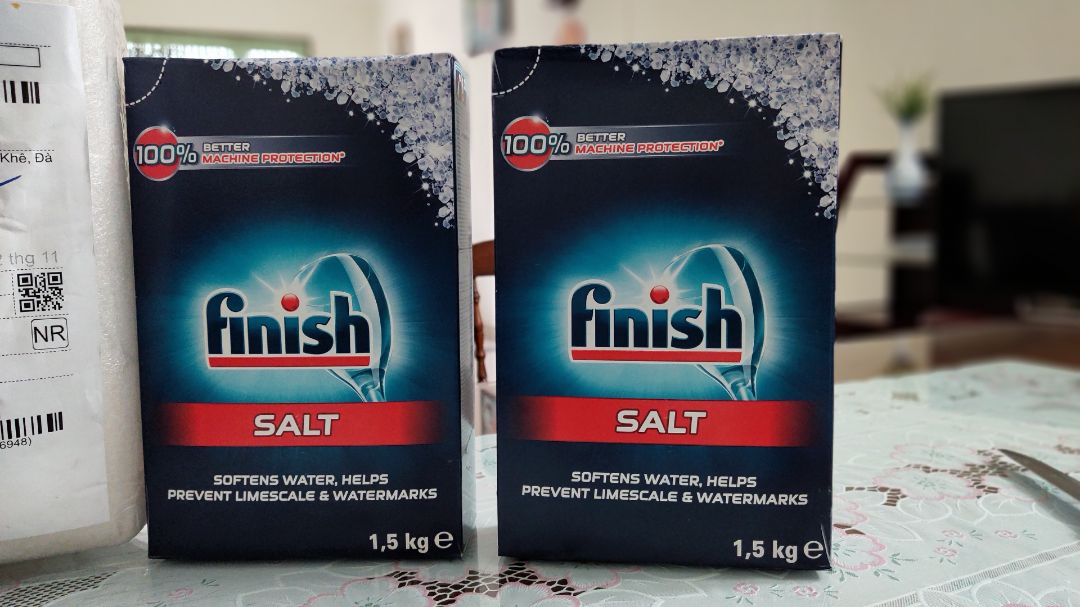 Khê, Đà
thg 11
NR
6948)
100% BETTER
MACHINE PROTECTION*
finish
SALT
SOFTENS WATER, HELPS
PREVENT LIMESCALE & WATERMARKS
1,5 kg ℮
100% BETTER
MACHINE PROTECTION*
finish
SALT
SOFTENS WATER, HELPS
PREVENT LIMESCALE & WATERMARKS
1,5 kg ℮